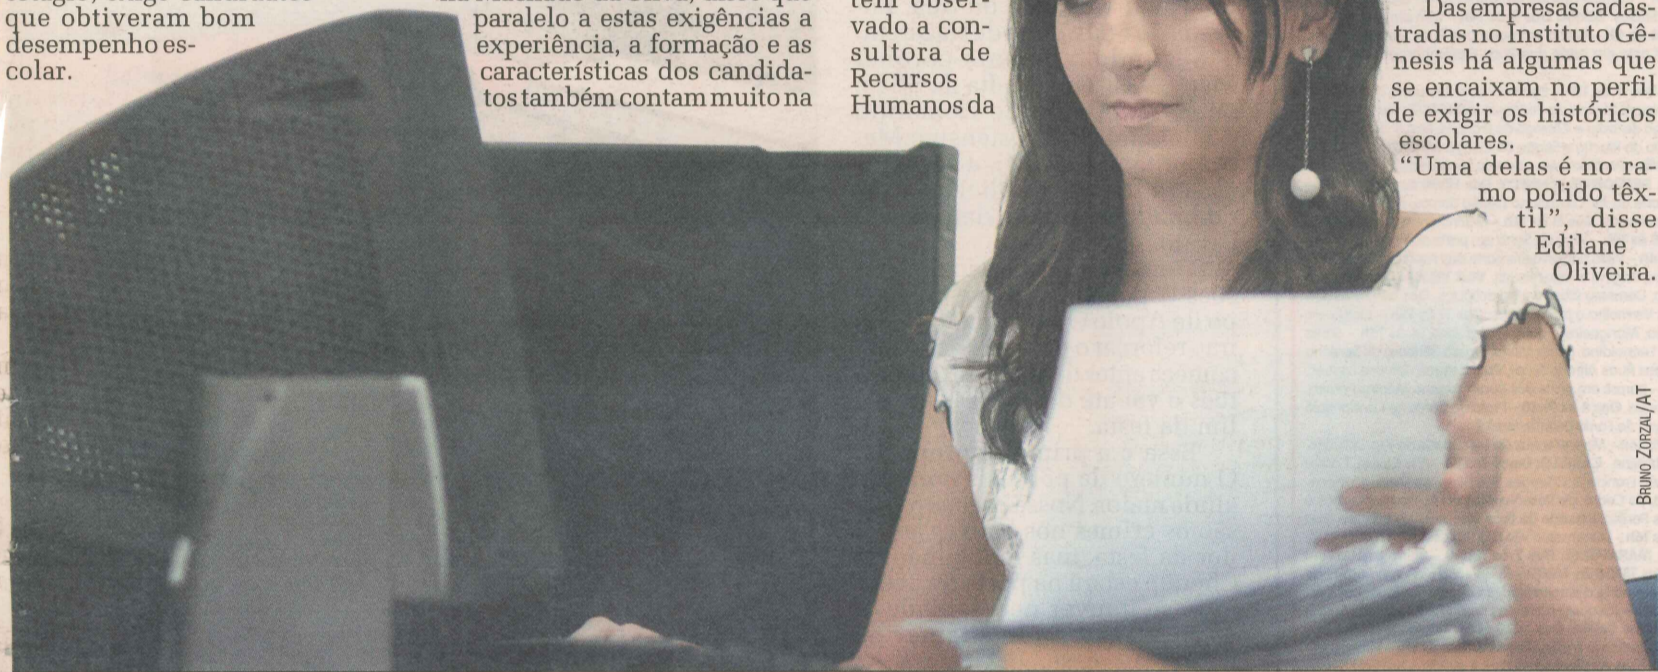 que obtiveram bom
desempenho es-
colar.
paralelo a estas exigências a
experiência, a formação e as
características dos candida-
tos também contam muito na
tem obser-
vado a con-
sultora de
Recursos
Humanos da
Das empresas cadas-
tradas no Instituto Gê-
nesis há algumas que
se encaixam no perfil
de exigir os históricos
escolares.
“Uma delas é no ra-
mo polido têx-
til”, disse
Edilane
Oliveira.
BRUNO ZORZAL/AT